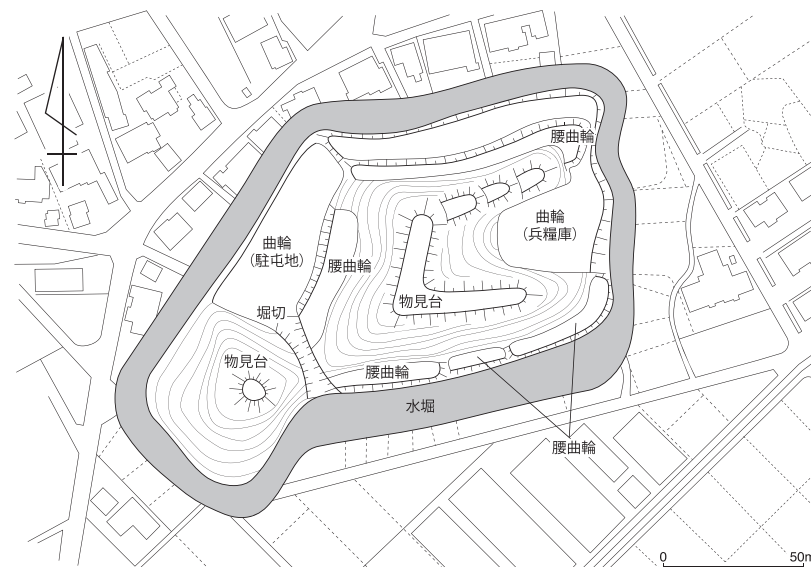 腰曲輪
曲輪
（兵糧庫）
曲輪
（駐屯地）
腰曲輪
物見台
堀切
物見台
腰曲輪
水堀
腰曲輪
0 50m